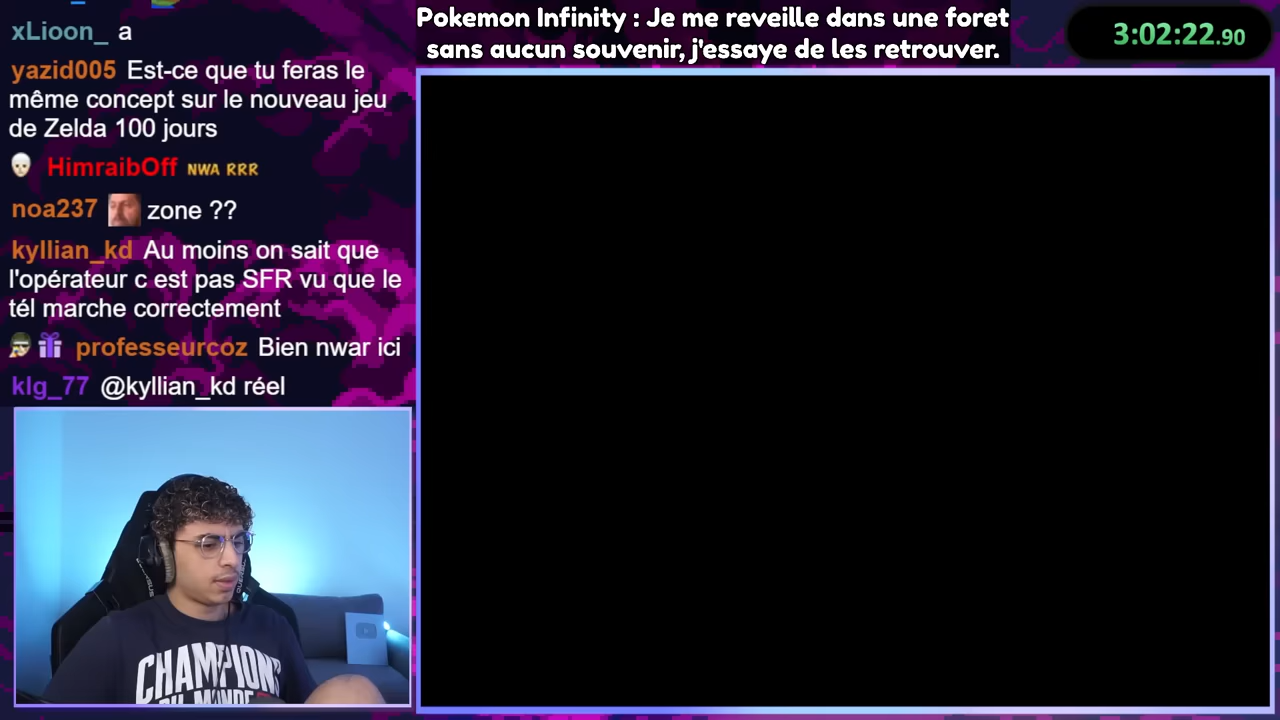 xLioon_ a
yazid005 Est-ce que tu feras le
même concept sur le nouveau jeu
de Zelda 100 jours
HimraibOff NWA RRR
noa237 zone ??
kyllian_kd Au moins on sait que
l'opérateur c est pas SFR vu que le
tél marche correctement
professeurcoz Bien nwar ici
klg_77 @kyllian_kd réel
Pokemon Infinity : Je me reveille dans une foret
sans aucun souvenir, j'essaye de les retrouver.
3:02:22.90
CHAMPIONS
DU MONDE